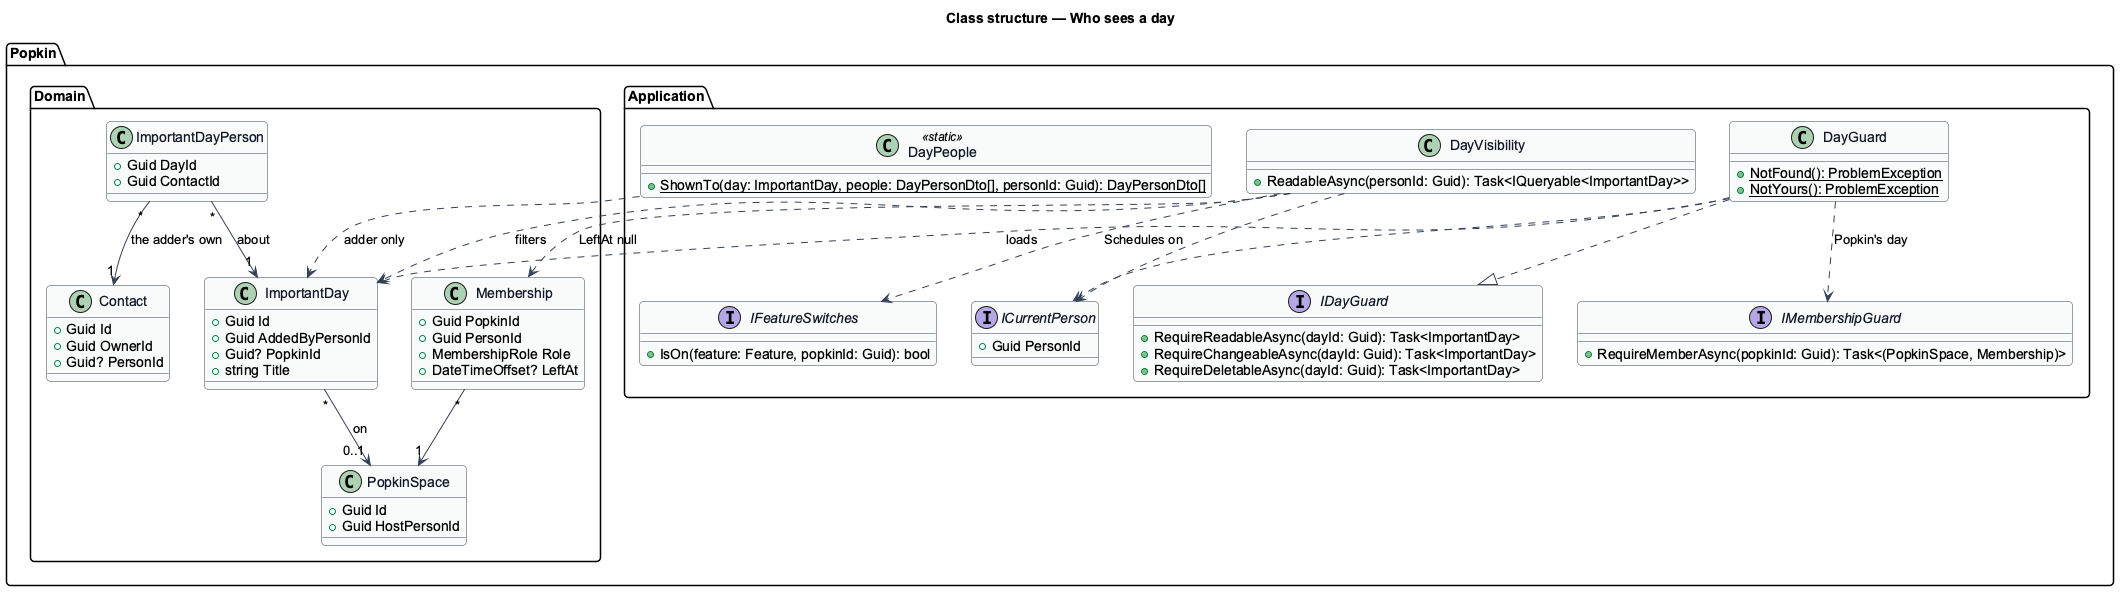 Class structure — Who sees a day
Popkin
Domain
Application
C ImportantDayPerson
Guid DayId
Guid ContactId
«static»
C DayPeople
ShownTo(day: ImportantDay, people: DayPersonDto[], personId: Guid): DayPersonDto[]
C DayVisibility
ReadableAsync(personId: Guid): Task<IQueryable<ImportantDay>>
C DayGuard
NotFound(): ProblemException
NotYours(): ProblemException
*
*
the adder's own
about
adder only
filters
LeftAt null
loads
Schedules on
Popkin's day
1
1
C Contact
Guid Id
Guid OwnerId
Guid? PersonId
C ImportantDay
Guid Id
Guid AddedByPersonId
Guid? PopkinId
string Title
C Membership
Guid PopkinId
Guid PersonId
MembershipRole Role
DateTimeOffset? LeftAt
I IFeatureSwitches
IsOn(feature: Feature, popkinId: Guid): bool
I ICurrentPerson
Guid PersonId
I IDayGuard
RequireReadableAsync(dayId: Guid): Task<ImportantDay>
RequireChangeableAsync(dayId: Guid): Task<ImportantDay>
RequireDeletableAsync(dayId: Guid): Task<ImportantDay>
I IMembershipGuard
RequireMemberAsync(popkinId: Guid): Task<(PopkinSpace, Membership)>
*
*
on
0..1
1
C PopkinSpace
Guid Id
Guid HostPersonId